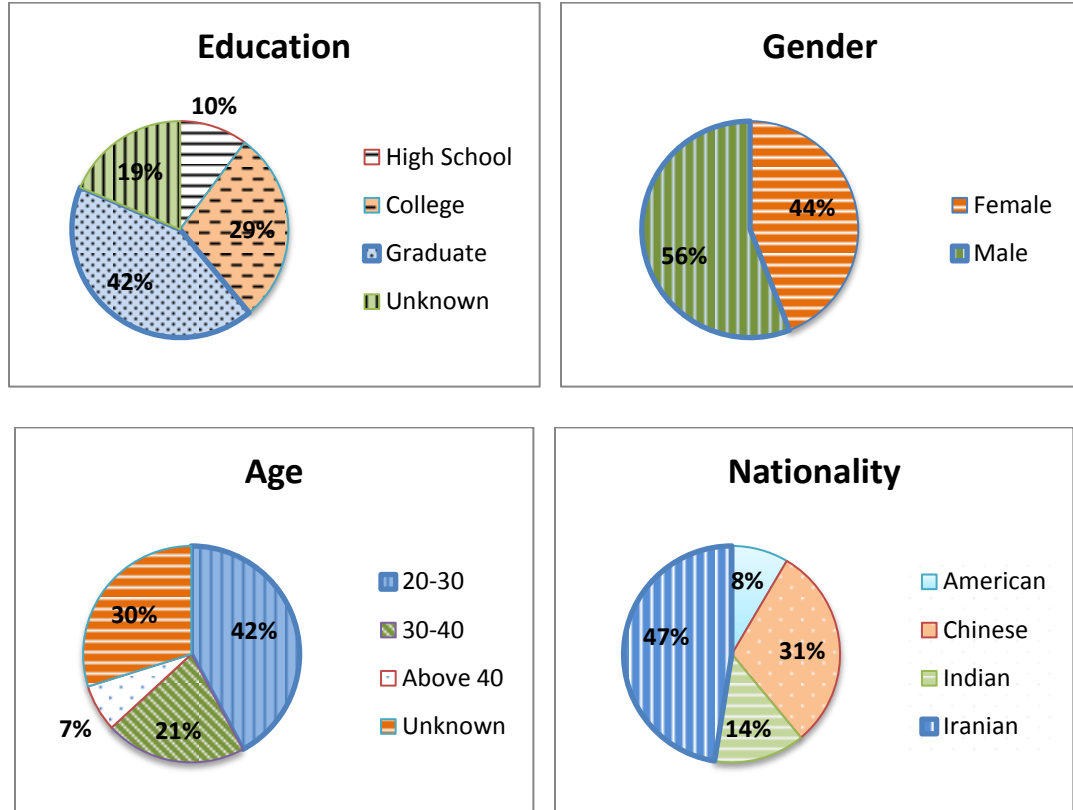 Education
10%
19%
29%
42%
High School
College
Graduate
Unknown
Gender
44%
56%
Female
Male
Age
30%
42%
7%
21%
20-30
30-40
Above 40
Unknown
Nationality
8%
47%
31%
14%
American
Chinese
Indian
Iranian